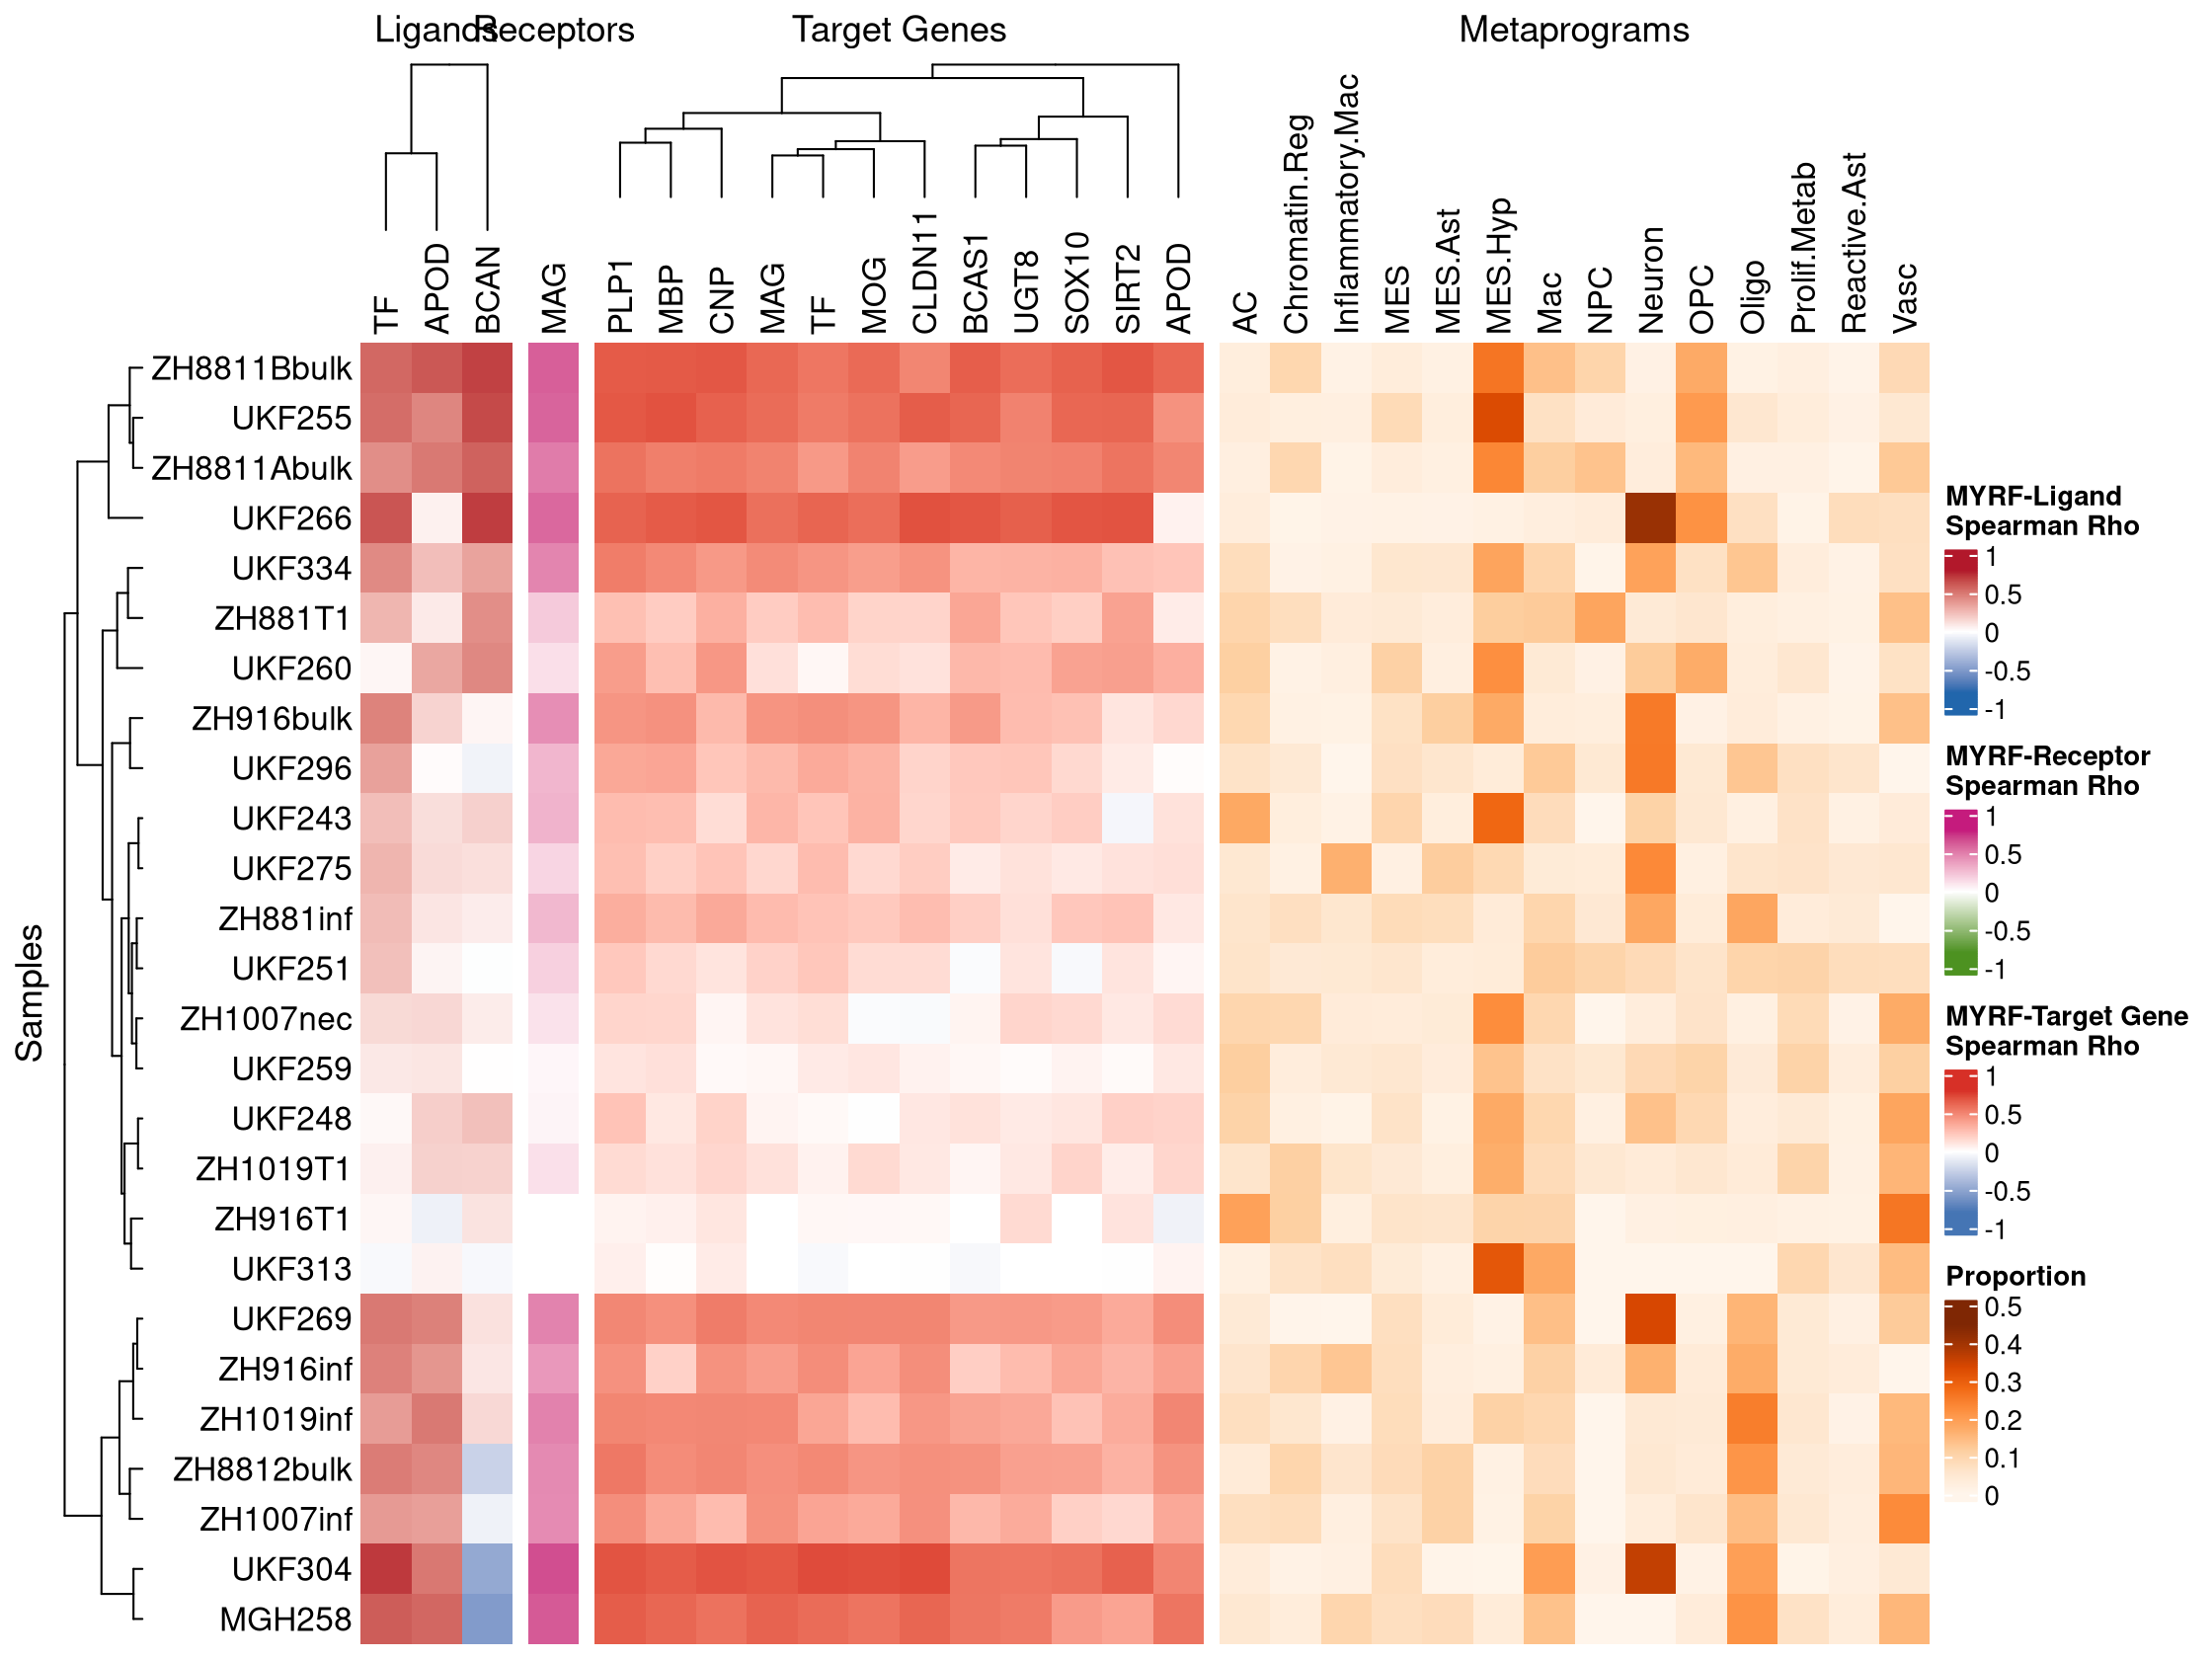 Ligands Receptors Target Genes Metaprograms
TF
APOD
BCAN
MAG
PLP1
MBP
CNP
MAG
TF
MOG
CLDN11
BCAS1
UGT8
SOX10
SIRT2
APOD
AC
Chromatin.Reg
Inflammatory.Mac
MES
MES.Ast
MES.Hyp
Mac
NPC
Neuron
OPC
Oligo
Prolif.Metab
Reactive.Ast
Vasc
Samples
ZH8811Bbulk
UKF255
ZH8811Abulk
UKF266
UKF334
ZH881T1
UKF260
ZH916bulk
UKF296
UKF243
UKF275
ZH881inf
UKF251
ZH1007nec
UKF259
UKF248
ZH1019T1
ZH916T1
UKF313
UKF269
ZH916inf
ZH1019inf
ZH8812bulk
ZH1007inf
UKF304
MGH258
MYRF-Ligand
Spearman Rho
1
0.5
0
-0.5
-1
MYRF-Receptor
Spearman Rho
1
0.5
0
-0.5
-1
MYRF-Target Gene
Spearman Rho
1
0.5
0
-0.5
-1
Proportion
0.5
0.4
0.3
0.2
0.1
0